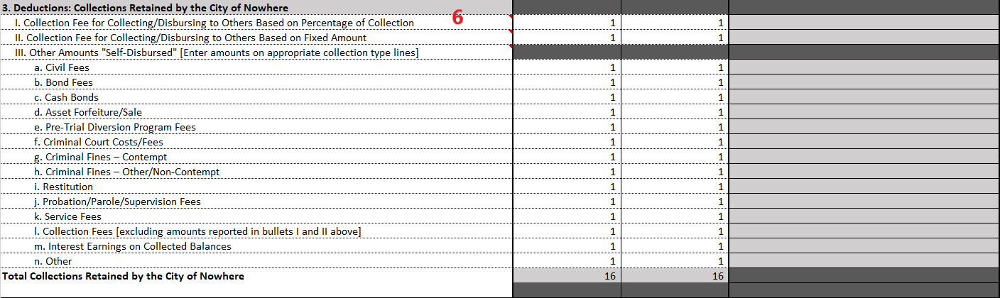 3. Deductions: Collections Retained by the City of Nowhere
6
I. Collection Fee for Collecting/Disbursing to Others Based on Percentage of Collection 1 1
II. Collection Fee for Collecting/Disbursing to Others Based on Fixed Amount 1 1
III. Other Amounts "Self-Disbursed" [Enter amounts on appropriate collection type lines]
a. Civil Fees 1 1
b. Bond Fees 1 1
c. Cash Bonds 1 1
d. Asset Forfeiture/Sale 1 1
e. Pre-Trial Diversion Program Fees 1 1
f. Criminal Court Costs/Fees 1 1
g. Criminal Fines – Contempt 1 1
h. Criminal Fines – Other/Non-Contempt 1 1
i. Restitution 1 1
j. Probation/Parole/Supervision Fees 1 1
k. Service Fees 1 1
l. Collection Fees [excluding amounts reported in bullets I and II above] 1 1
m. Interest Earnings on Collected Balances 1 1
n. Other 1 1
Total Collections Retained by the City of Nowhere 16 16